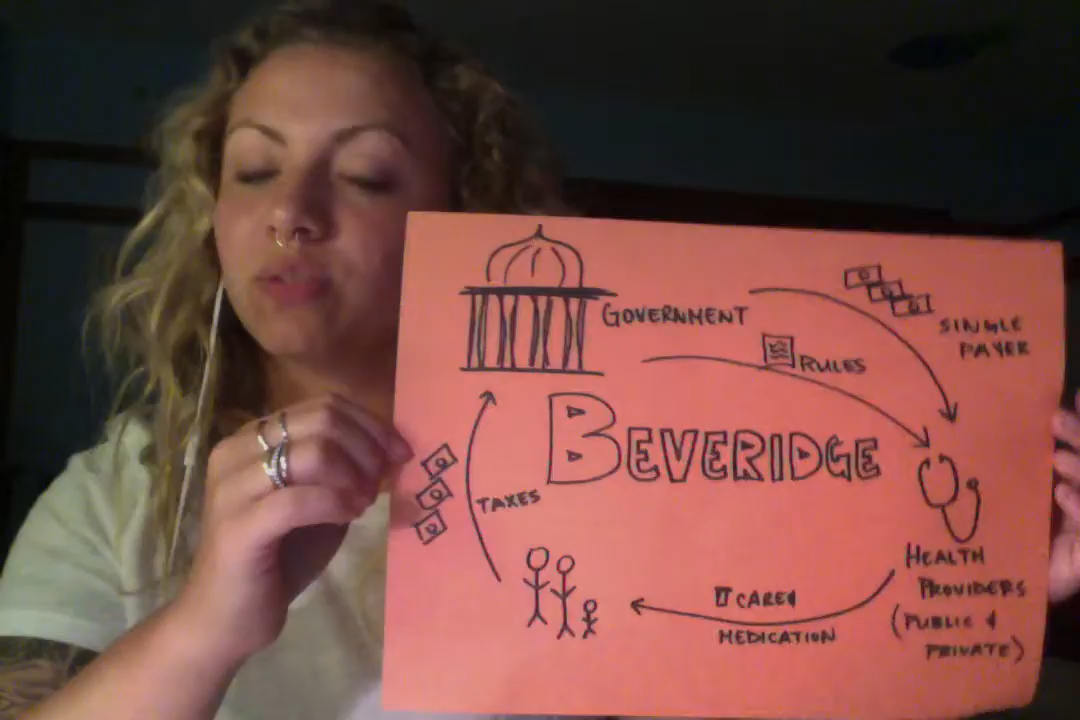 GOVERNMENT
SINGLE
PAYER
RULES
BEVERIDGE
TAXES
HEALTH
PROVIDERS
(PUBLIC &
PRIVATE)
CARE &
MEDICATION